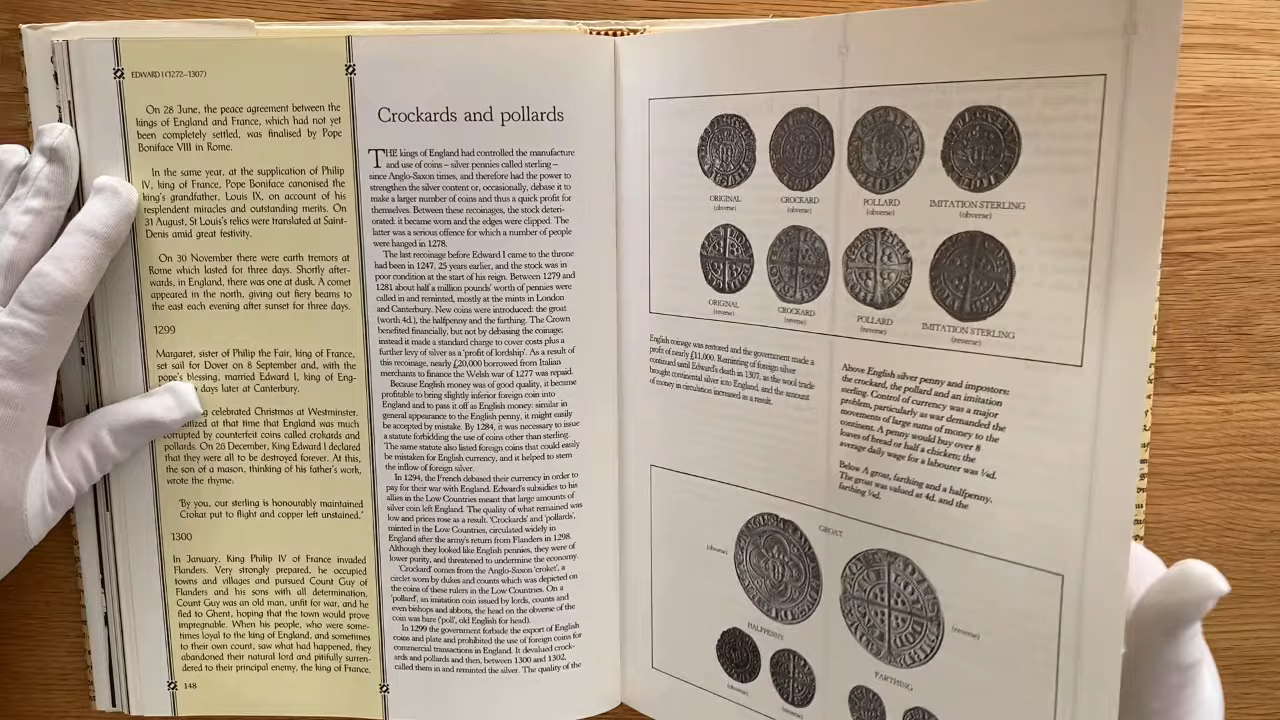 EDWARD I (1272–1307)
On 28 June, the peace agreement between the
kings of England and France, which had not yet
been completely settled, was finalised by Pope
Boniface VIII in Rome.
In the same year, at the supplication of Philip
IV, king of France, Pope Boniface canonised the
king's grandfather, Louis IX, on account of his
resplendent miracles and outstanding merits. On
31 August, St Louis's relics were translated at Saint-
Denis amid great festivity.
On 30 November there were earth tremors at
Rome which lasted for three days. Shortly after-
wards, in England, there was one at dusk. A comet
appeared in the north, giving out fiery beams to
the east each evening after sunset for three days.
1299
Margaret, sister of Philip the Fair, king of France,
set sail for Dover on 8 September and, with the
pope's blessing, married Edward I, king of Eng-
days later at Canterbury.
celebrated Christmas at Westminster.
at that time that England was much
corrupted by counterfeit coins called crokards and
pollards. On 26 December, King Edward I declared
that they were all to be destroyed forever. At this,
the son of a mason, thinking of his father's work,
wrote the rhyme:
'By you, our sterling is honourably maintained
Crokar put to flight and copper left unstained.'
1300
In January, King Philip IV of France invaded
Flanders. Very strongly prepared, he occupied
towns and villages and pursued Count Guy of
Flanders and his sons with all determination.
Count Guy was an old man, unfit for war, and he
fled to Ghent, hoping that the town would prove
impregnable. When his people, who were some-
times loyal to the king of England, and sometimes
to their own count, saw what had happened, they
abandoned their natural lord and pitifully surren-
dered to their principal enemy, the king of France.
148
Crockards and pollards
THE kings of England had controlled the manufacture
and use of coins – silver pennies called sterling –
since Anglo-Saxon times, and therefore had the power to
strengthen the silver content or, occasionally, debase it to
make a larger number of coins and thus a quick profit for
themselves. Between these recoinages, the stock deteri-
orated: it became worn and the edges were clipped. The
latter was a serious offence for which a number of people
were hanged in 1278.
The last recoinage before Edward I came to the throne
had been in 1247, 25 years earlier, and the stock was in
poor condition at the start of his reign. Between 1279 and
1281 about half a million pounds' worth of pennies were
called in and reminted, mostly at the mints in London
and Canterbury. New coins were introduced: the groat
(worth 4d.), the halfpenny and the farthing. The Crown
benefited financially, but not by debasing the coinage;
instead it made a standard charge to cover costs plus a
further levy of silver as a 'profit of lordship'. As a result of
this recoinage, nearly £20,000 borrowed from Italian
merchants to finance the Welsh war of 1277 was repaid.
Because English money was of good quality, it became
profitable to bring slightly inferior foreign coin into
England and to pass it off as English money: similar in
general appearance to the English penny, it might easily
be accepted by mistake. By 1284, it was necessary to issue
a statute forbidding the use of coins other than sterling.
The same statute also listed foreign coins that could easily
be mistaken for English currency, and it helped to stem
the inflow of foreign silver.
In 1294, the French debased their currency in order to
pay for their war with England. Edward's subsidies to his
allies in the Low Countries meant that large amounts of
silver coin left England. The quality of what remained was
low and prices rose as a result. 'Crockards' and 'pollards',
minted in the Low Countries, circulated widely in
England after the army's return from Flanders in 1298.
Although they looked like English pennies, they were of
lower purity, and threatened to undermine the economy.
'Crockard' comes from the Anglo-Saxon 'croket', a
circlet worn by dukes and counts which was depicted on
the coins of these rulers in the Low Countries. On a
'pollard', an imitation coin issued by lords, counts and
even bishops and abbots, the head on the obverse of the
coin was bare ('poll', old English for head).
In 1299 the government forbade the export of English
coins and plate and prohibited the use of foreign coins for
commercial transactions in England. It devalued crock-
ards and pollards and then, between 1300 and 1302,
called them in and reminted the silver. The quality of the
ORIGINAL
(obverse)
CROCKARD
(obverse)
POLLARD
(obverse)
IMITATION STERLING
(obverse)
ORIGINAL
(reverse)
CROCKARD
(reverse)
POLLARD
(reverse)
IMITATION STERLING
(reverse)
English coinage was restored and the government made a
profit of nearly £11,000. Reminting of foreign silver
continued until Edward's death in 1307, as the wool trade
brought continental silver into England, and the amount
of money in circulation increased as a result.
Above English silver penny and impostors:
the crockard, the pollard and an imitation
sterling. Control of currency was a major
problem, particularly as war demanded the
movements of large sums of money to the
continent. A penny would buy over 8
loaves of bread or half a chicken; the
average daily wage for a labourer was
Below A groat, farthing and a halfpenny.
The groat was valued at 4d. and the
farthing ¼d.
GROAT
(obverse)
(reverse)
HALFPENNY
(obverse)
(reverse)
FARTHING